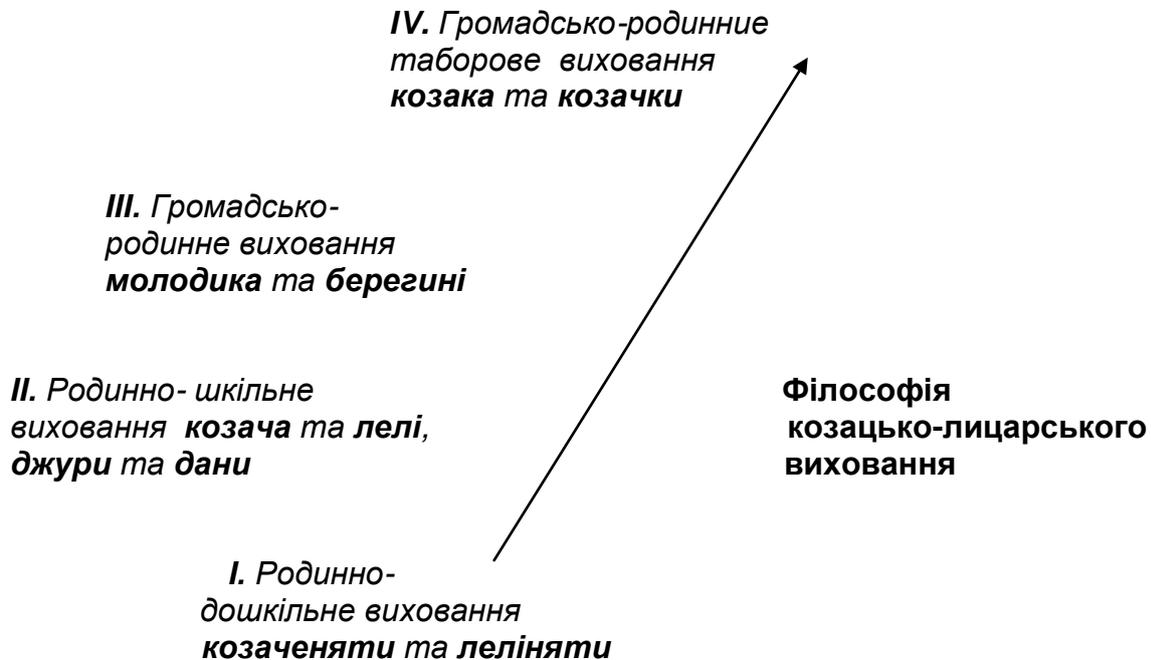 IV. Громадсько-родинние
таборове виховання
козака та козачки
III. Громадсько-
родинне виховання
молодика та берегині
II. Родинно- шкільне
виховання козача та лелі,
джури та дани
Філософія
козацько-лицарського
виховання
I. Родинно-
дошкільне виховання
козаченяти та леліняти